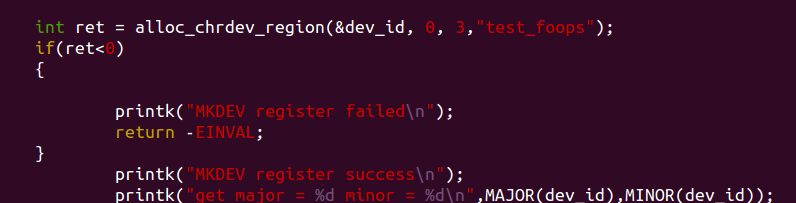 int ret = alloc_chrdev_region(&dev_id, 0, 3,"test_foops");
if(ret<0)
{
printk("MKDEV register failed\n");
return -EINVAL;
}
printk("MKDEV register success\n");
printk("get major = %d minor = %d\n",MAJOR(dev_id),MINOR(dev_id));